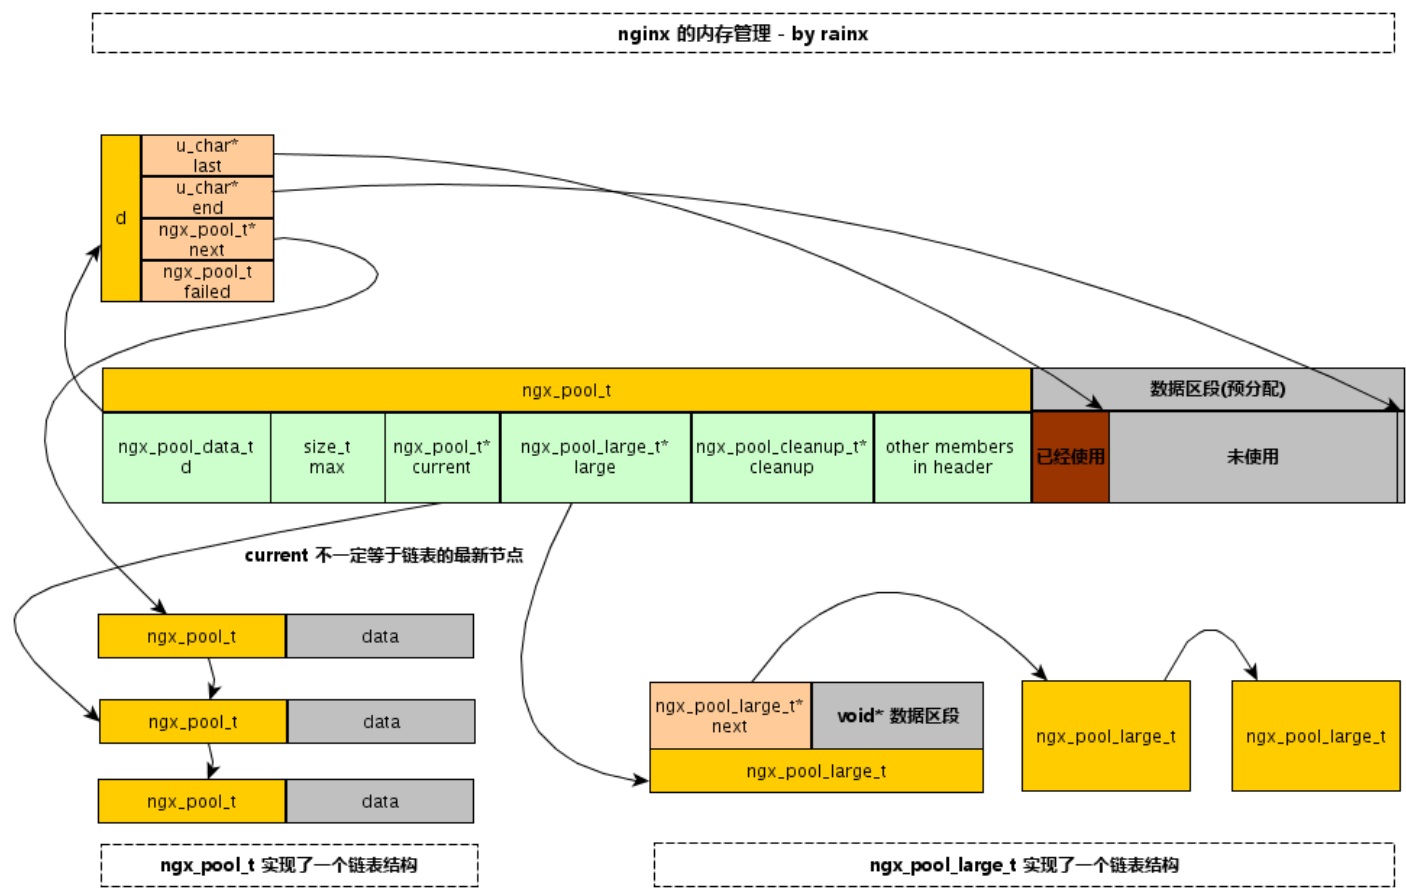 nginx 的内存管理 - by rainx
u_char*
last
u_char*
end
ngx_pool_t*
next
ngx_pool_t
failed
d
ngx_pool_t
数据区段(预分配)
ngx_pool_data_t
d
size_t
max
ngx_pool_t*
current
ngx_pool_large_t*
large
ngx_pool_cleanup_t*
cleanup
other members
in header
已经使用
未使用
current 不一定等于链表的最新节点
ngx_pool_t
data
ngx_pool_t
data
ngx_pool_t
data
ngx_pool_large_t*
next
void* 数据区段
ngx_pool_large_t
ngx_pool_large_t
ngx_pool_large_t
ngx_pool_t 实现了一个链表结构
ngx_pool_large_t 实现了一个链表结构